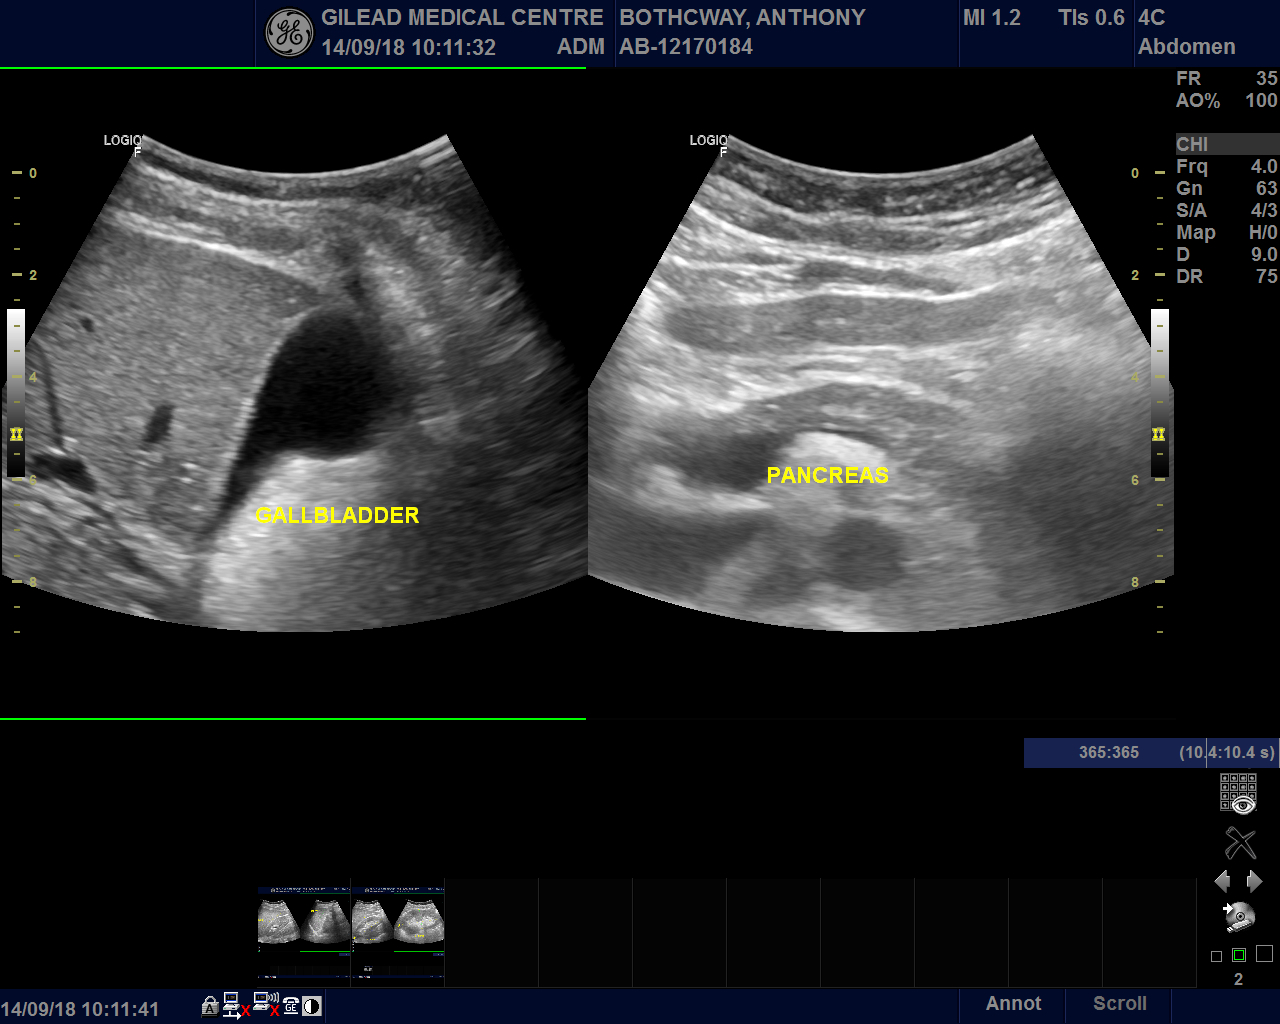 GILEAD MEDICAL CENTRE
14/09/18 10:11:32 ADM
BOTHCWAY, ANTHONY
AB-12170184
MI 1.2 TIs 0.6
4C
Abdomen
FR 35
AO% 100
CHI
Frq 4.0
Gn 63
S/A 4/3
Map H/0
D 9.0
DR 75
LOGIQ
F
0
2
4
6
8
GALLBLADDER
LOGIQ
F
0
2
4
6
8
PANCREAS
365:365 (10.4:10.4 s)
2
14/09/18 10:11:41
Annot
Scroll